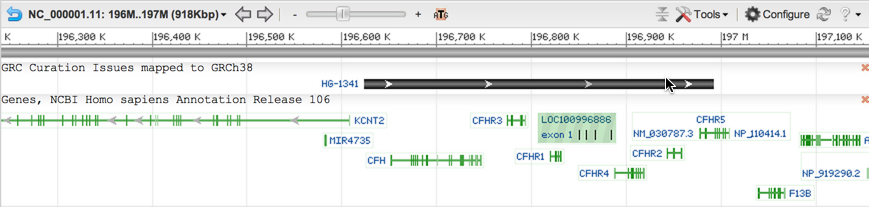 NC_000001.11: 196M..197M (918Kbp) - + ATG Tools Configure ?
K 196,300 K 196,400 K 196,500 K 196,600 K 196,700 K 196,800 K 196,900 K 197 M 197,100 K
GRC Curation Issues mapped to GRCh38
HG-1341
Genes, NCBI Homo sapiens Annotation Release 106
KCNT2 CFHR3 LOC100996886 CFHR5
MIR4735 exon 1 NM_030787.3 NP_110414.1
CFH CFHR1 CFHR2
CFHR4 NP_919290.2
F13B